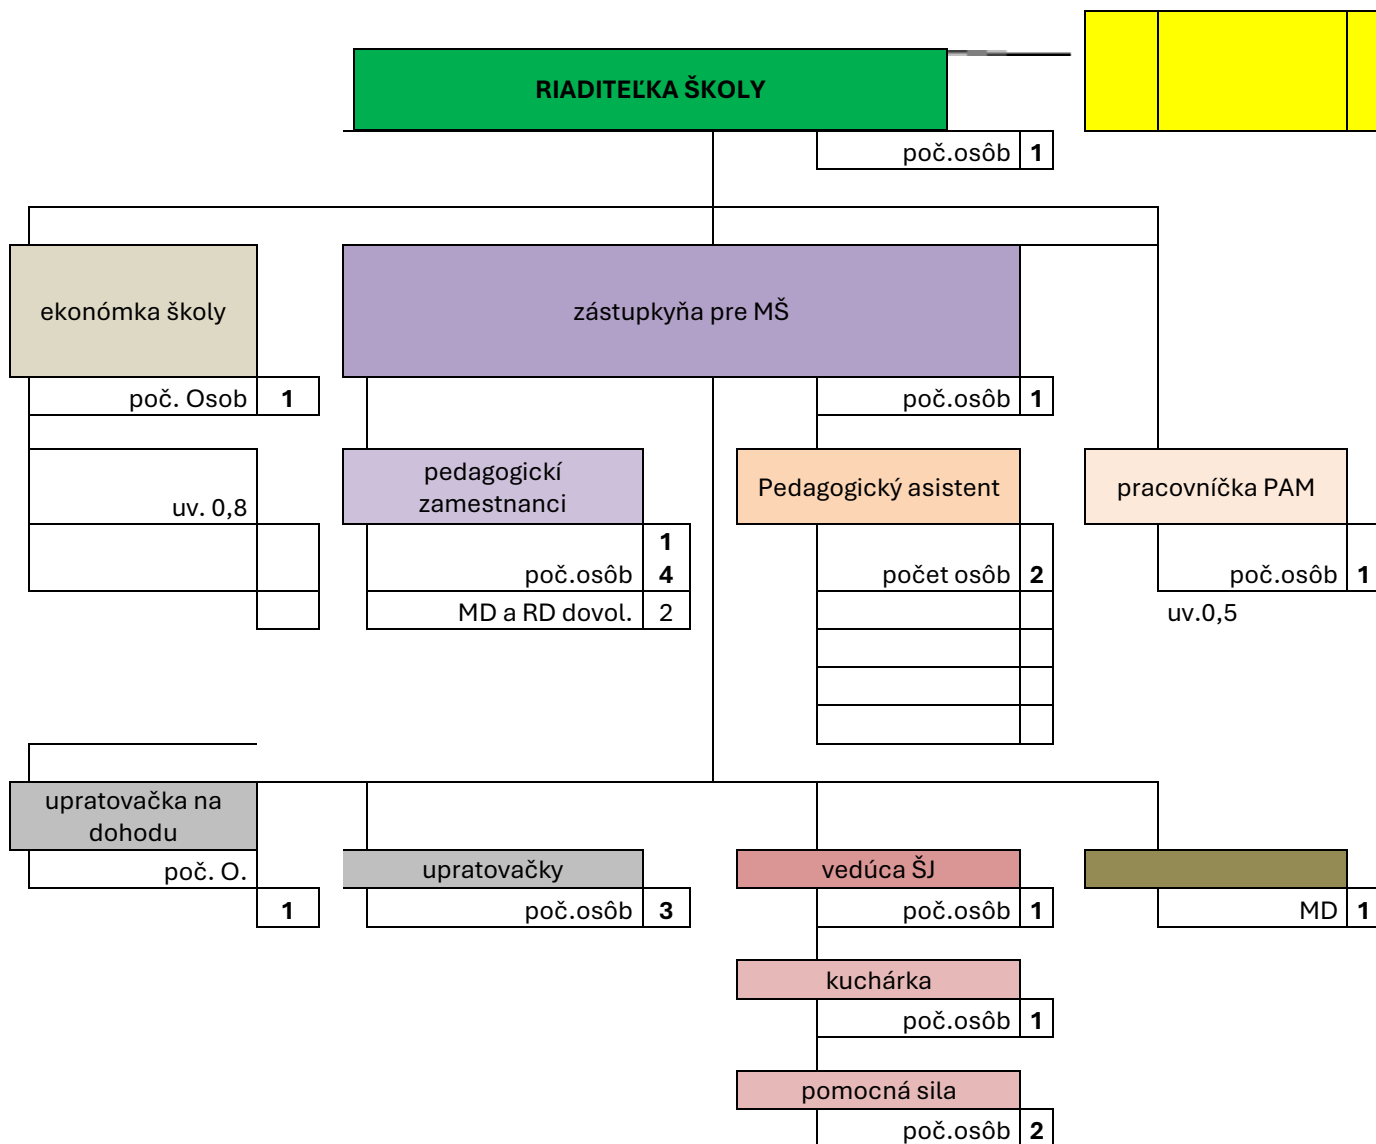 RIADITEĽKA ŠKOLY
poč.osôb 1
ekonómka školy
zástupkyňa pre MŠ
poč. Osob 1
poč.osôb 1
uv. 0,8
pedagogickí
zamestnanci
Pedagogický asistent
pracovníčka PAM
1
poč.osôb 4
počet osôb 2
poč.osôb 1
MD a RD dovol. 2
uv.0,5
upratovačka na
dohodu
poč. O.
1
upratovačky
poč.osôb 3
vedúca ŠJ
poč.osôb 1
MD 1
kuchárka
poč.osôb 1
pomocná sila
poč.osôb 2